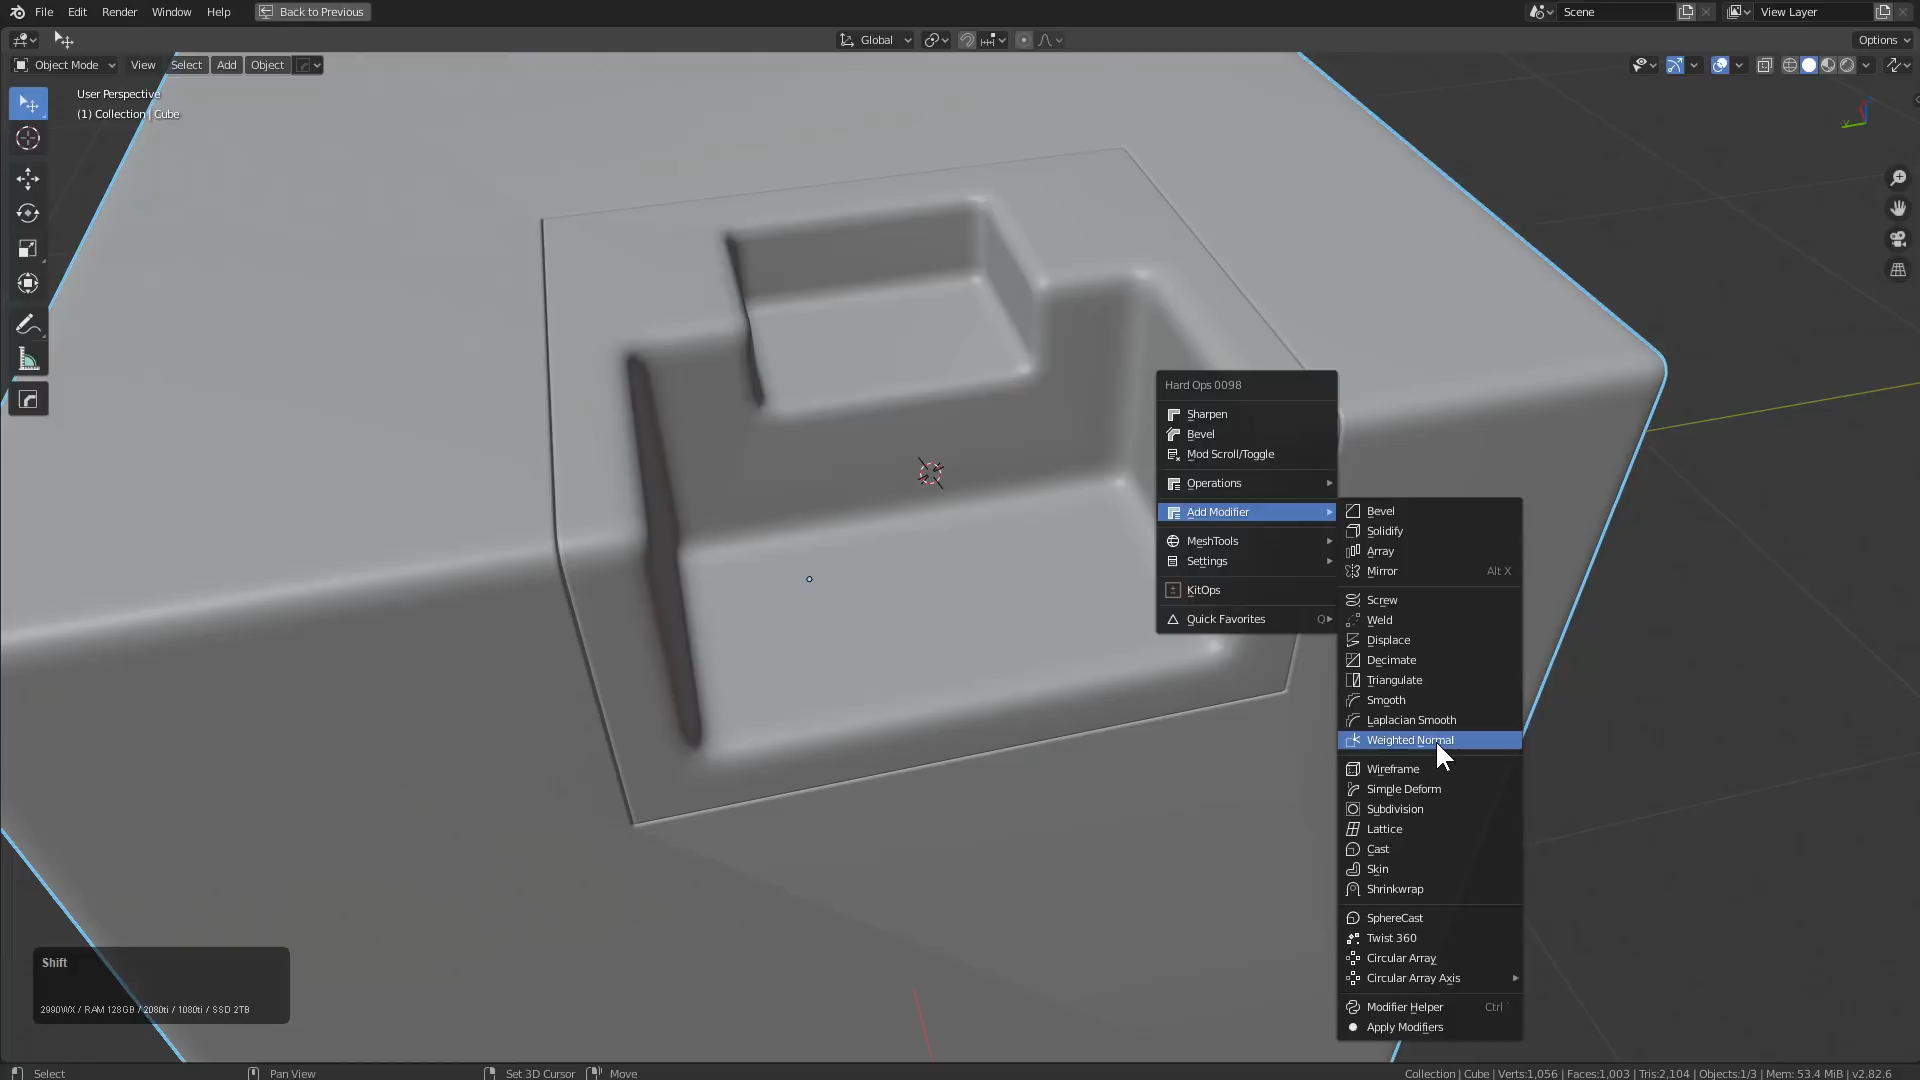 File Edit Render Window Help Back to Previous Scene View Layer
Global Options
Object Mode View Select Add Object
User Perspective
(1) Collection | Cube
Hard Ops 0098
Sharpen
Bevel
Mod Scroll/Toggle
Operations
Add Modifier
MeshTools
Settings
KitOps
Quick Favorites Q
Bevel
Solidify
Array
Mirror Alt X
Screw
Weld
Displace
Decimate
Triangulate
Smooth
Laplacian Smooth
Weighted Normal
Wireframe
Simple Deform
Subdivision
Lattice
Cast
Skin
Shrinkwrap
SphereCast
Twist 360
Circular Array
Circular Array Axis
Modifier Helper Ctrl `
Apply Modifiers
Shift
2990WX / RAM 128GB / 2080ti / 1080ti / SSD 2TB
Select Pan View Set 3D Cursor Move Collection | Cube | Verts:1,056 | Faces:1,003 | Tris:2,104 | Objects:1/3 | Mem: 53.4 MiB | v2.82.6